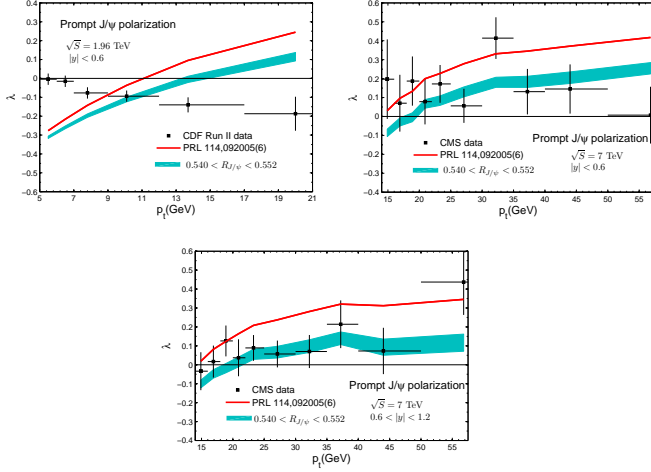 Prompt J/ψ polarization
√S = 1.96 TeV
|y| < 0.6
CDF Run II data
PRL 114,092005(6)
0.540 < R_{J/ψ} < 0.552
λ
0.3
0.2
0.1
0
-0.1
-0.2
-0.3
-0.4
-0.5
-0.6
5 7 9 11 13 15 17 19 21
p_t(GeV)
λ
0.6
0.5
0.4
0.3
0.2
0.1
0
-0.1
-0.2
-0.3
-0.4
CMS data
PRL 114,092005(6)
0.540 < R_{J/ψ} < 0.552
Prompt J/ψ polarization
√S = 7 TeV
|y| < 0.6
15 20 25 30 35 40 45 50 55
p_t(GeV)
λ
0.6
0.5
0.4
0.3
0.2
0.1
0
-0.1
-0.2
-0.3
-0.4
CMS data
PRL 114,092005(6)
0.540 < R_{J/ψ} < 0.552
Prompt J/ψ polarization
√S = 7 TeV
0.6 < |y| < 1.2
15 20 25 30 35 40 45 50 55
p_t(GeV)